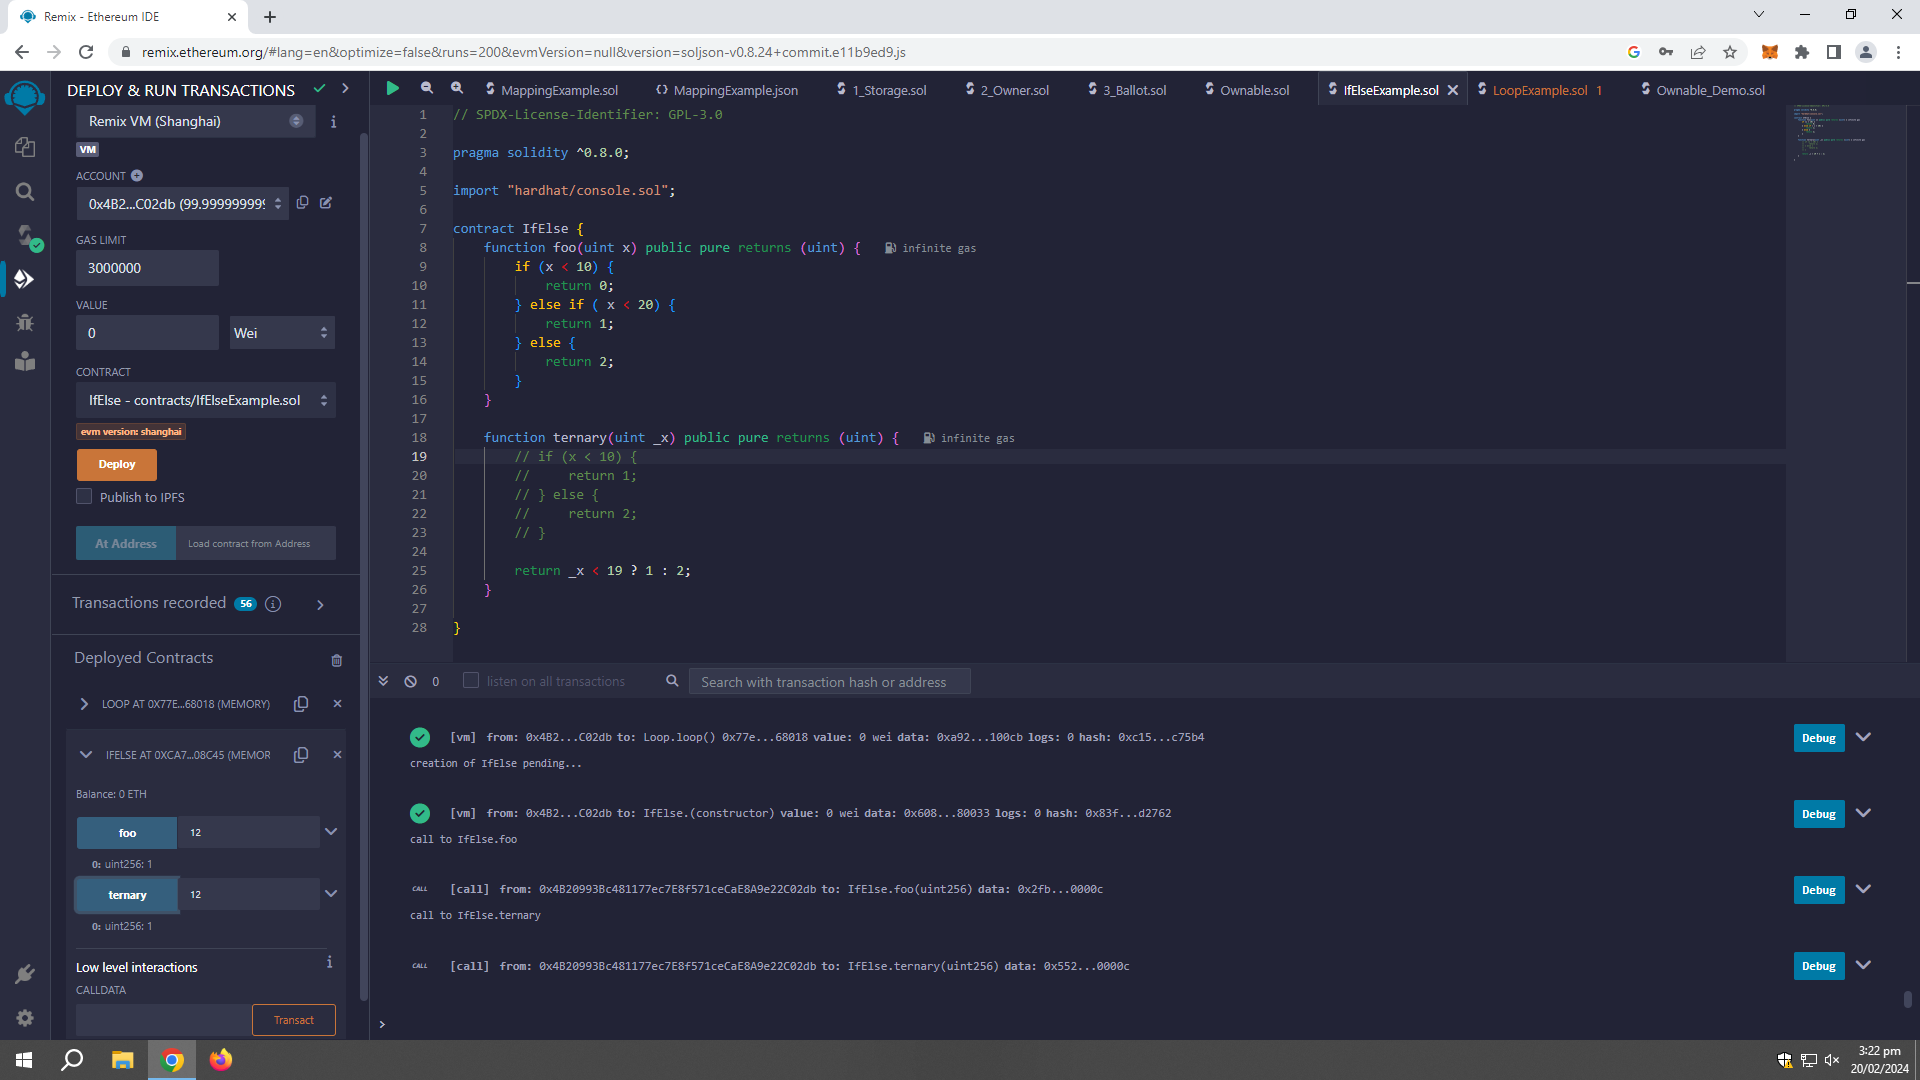 Remix - Ethereum IDE
remix.ethereum.org/#lang=en&optimize=false&runs=200&evmVersion=null&version=soljson-v0.8.24+commit.e11b9ed9.js
DEPLOY & RUN TRANSACTIONS
Remix VM (Shanghai)
VM
ACCOUNT
0x4B2...C02db (99.999999999
GAS LIMIT
3000000
VALUE
0
Wei
CONTRACT
IfElse - contracts/IfElseExample.sol
evm version: shanghai
Deploy
Publish to IPFS
At Address
Load contract from Address
Transactions recorded 56
Deployed Contracts
LOOP AT 0X77E...68018 (MEMORY)
IFELSE AT 0XCA7...08C45 (MEMOR
Balance: 0 ETH
foo
12
0: uint256: 1
ternary
12
0: uint256: 1
Low level interactions
CALLDATA
Transact
MappingExample.sol
MappingExample.json
1_Storage.sol
2_Owner.sol
3_Ballot.sol
Ownable.sol
IfElseExample.sol
LoopExample.sol 1
Ownable_Demo.sol
1 // SPDX-License-Identifier: GPL-3.0
2
3 pragma solidity ^0.8.0;
4
5 import "hardhat/console.sol";
6
7 contract IfElse {
8 function foo(uint x) public pure returns (uint) { infinite gas
9 if (x < 10) {
10 return 0;
11 } else if ( x < 20) {
12 return 1;
13 } else {
14 return 2;
15 }
16 }
17
18 function ternary(uint _x) public pure returns (uint) { infinite gas
19 // if (x < 10) {
20 // return 1;
21 // } else {
22 // return 2;
23 // }
24
25 return _x < 19 ? 1 : 2;
26 }
27
28 }
0
listen on all transactions
Search with transaction hash or address
[vm] from: 0x4B2...C02db to: Loop.loop() 0x77e...68018 value: 0 wei data: 0xa92...100cb logs: 0 hash: 0xc15...c75b4
Debug
creation of IfElse pending...
[vm] from: 0x4B2...C02db to: IfElse.(constructor) value: 0 wei data: 0x608...80033 logs: 0 hash: 0x83f...d2762
Debug
call to IfElse.foo
CALL [call] from: 0x4B20993Bc481177ec7E8f571ceCaE8A9e22C02db to: IfElse.foo(uint256) data: 0x2fb...0000c
Debug
call to IfElse.ternary
CALL [call] from: 0x4B20993Bc481177ec7E8f571ceCaE8A9e22C02db to: IfElse.ternary(uint256) data: 0x552...0000c
Debug
>
3:22 pm
20/02/2024